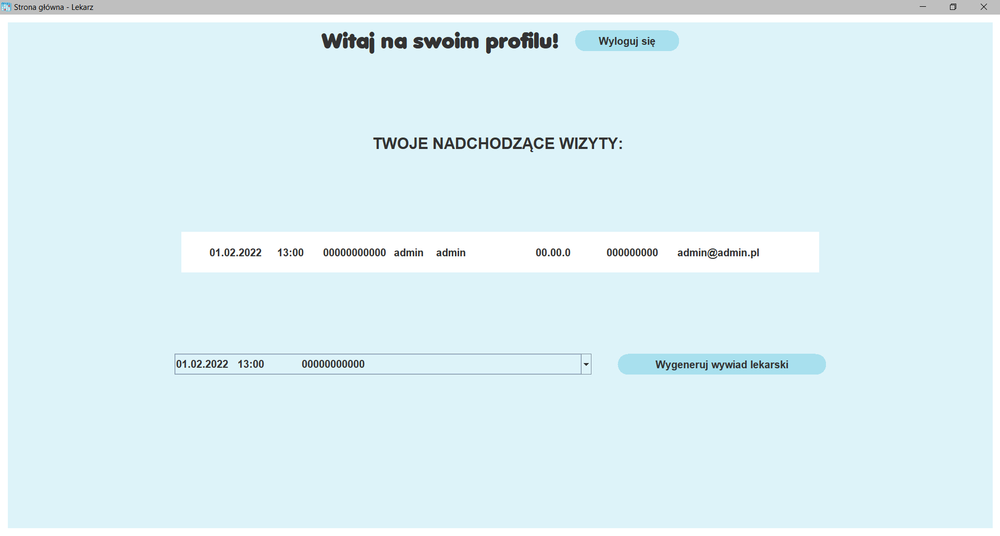 Strona główna - Lekarz
Witaj na swoim profilu! Wyloguj się
TWOJE NADCHODZĄCE WIZYTY:
01.02.2022 13:00 00000000000 admin admin 00.00.0 000000000 admin@admin.pl
01.02.2022 13:00 00000000000 Wygeneruj wywiad lekarski